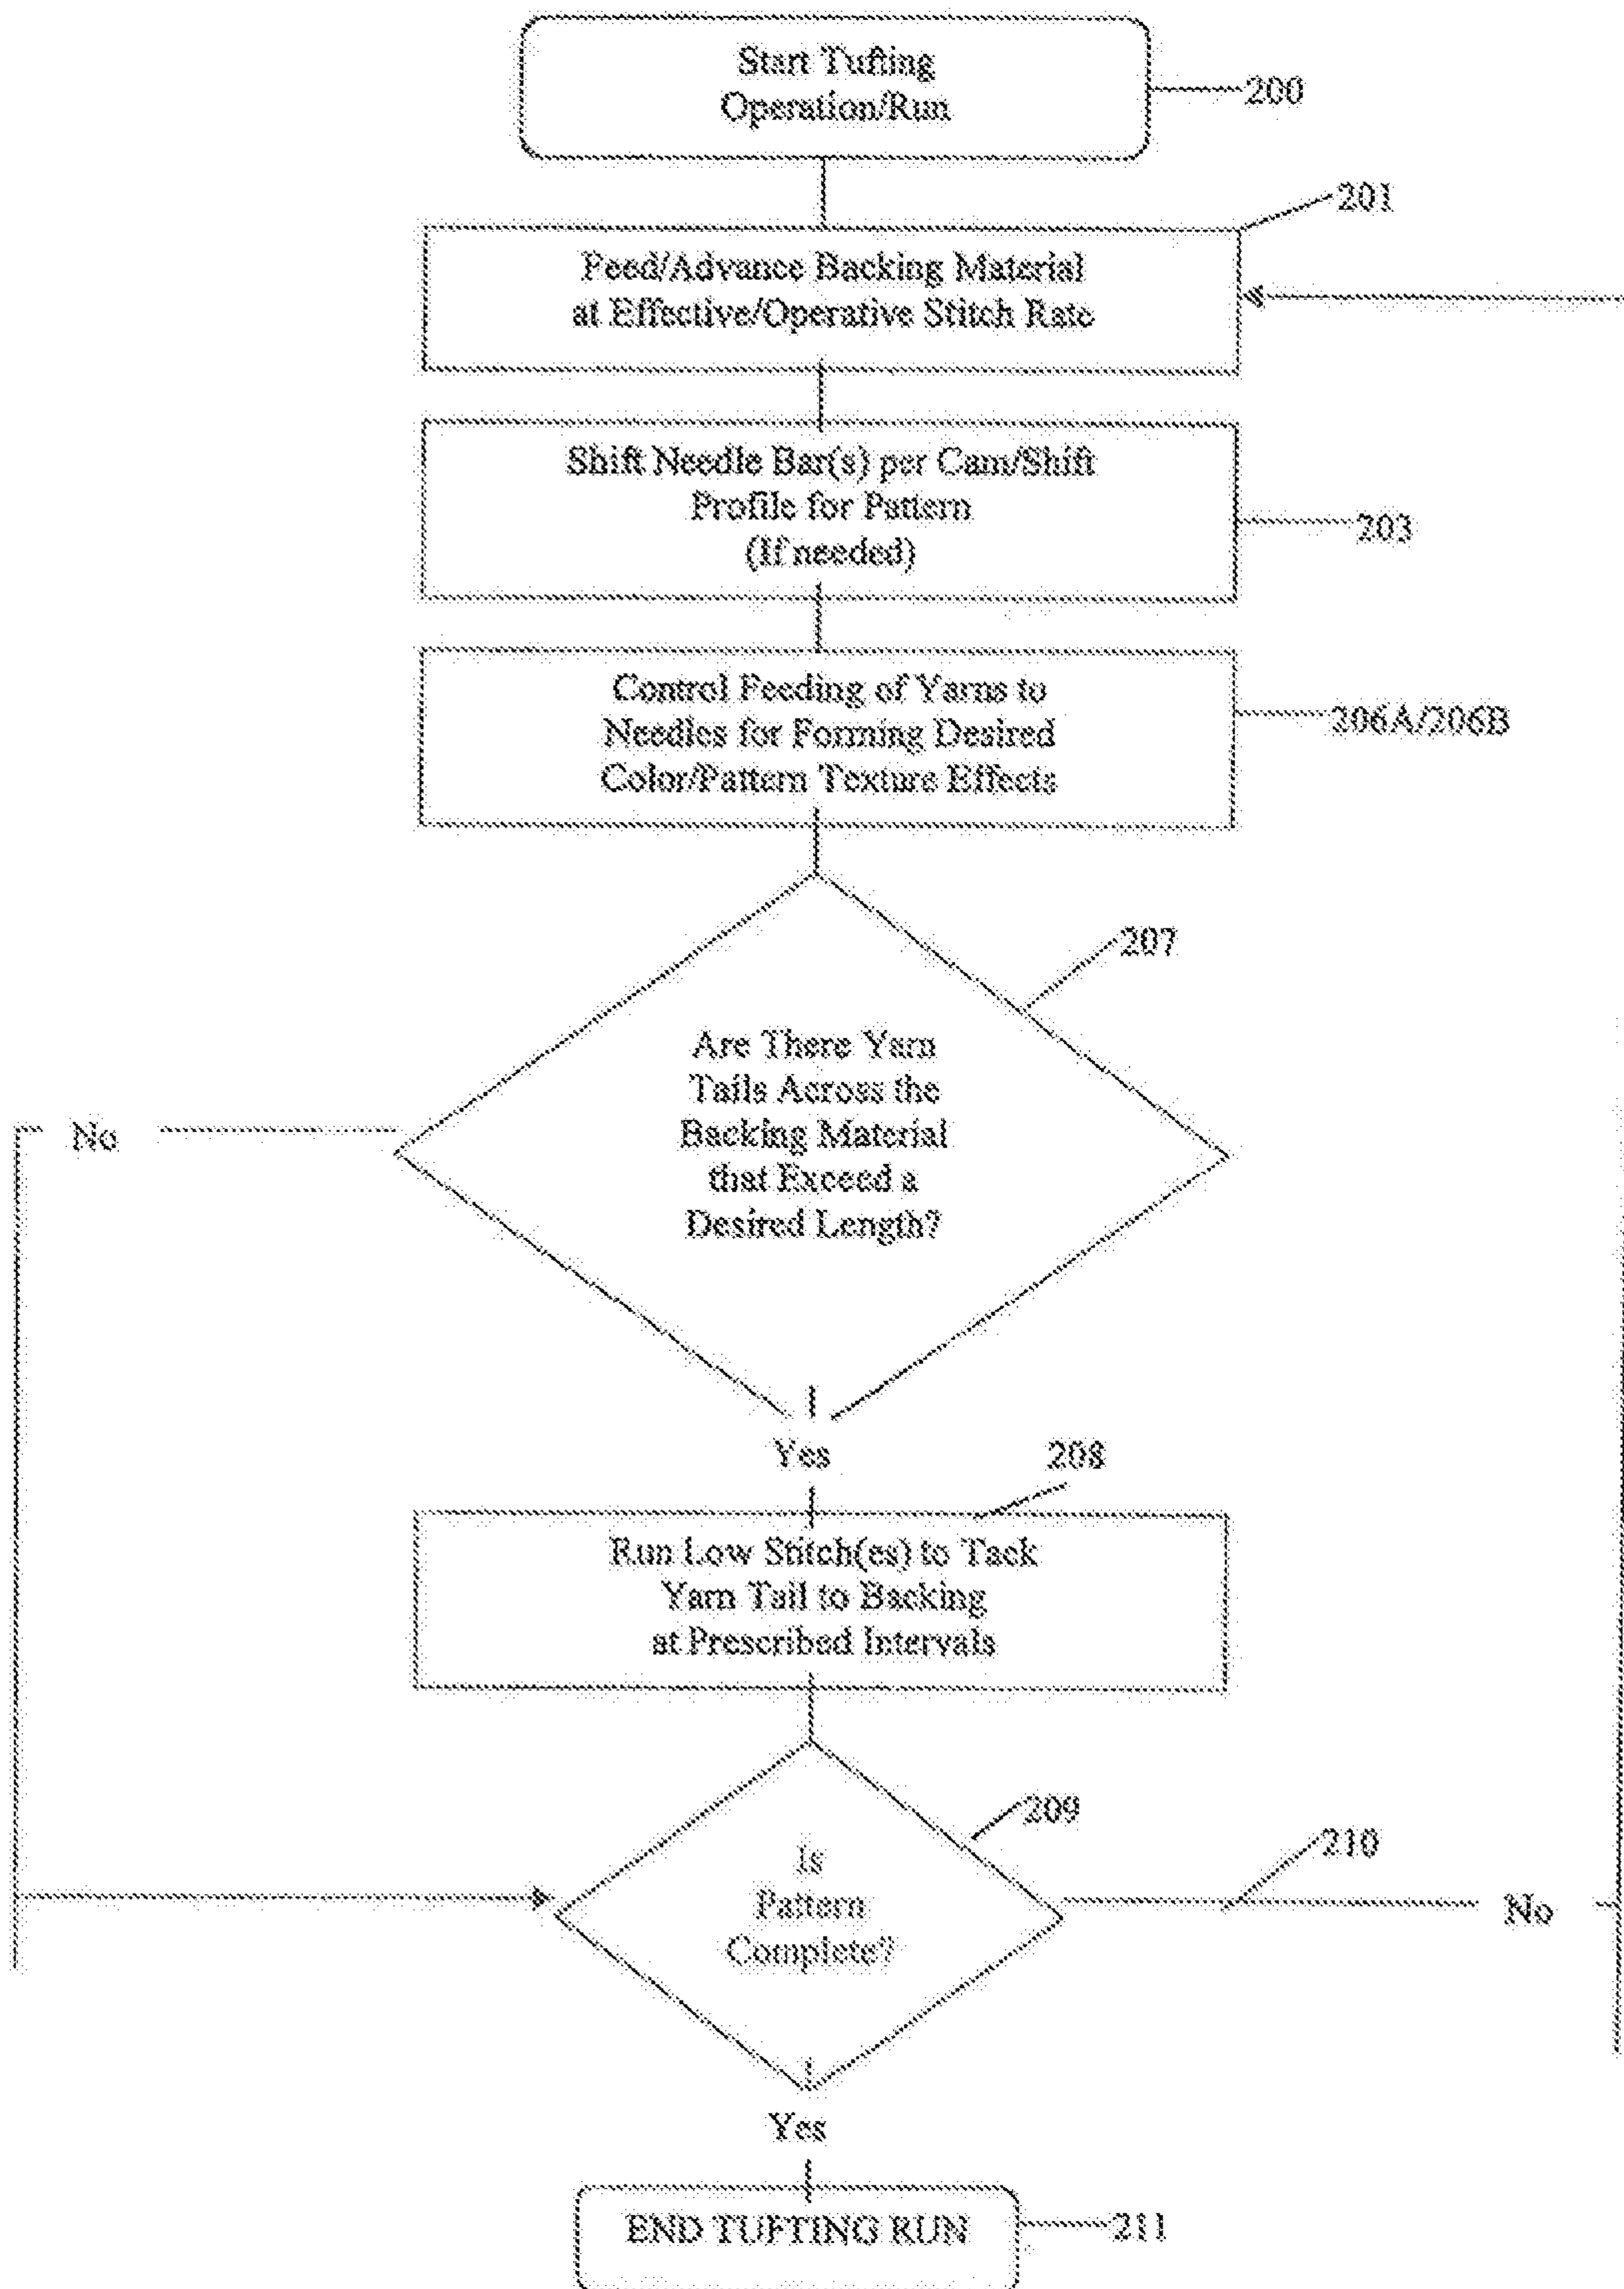 Start Tufting
Operation/Run
200
201
Feed/Advance Backing Material
at Effective/Operative Stitch Rate
Shift Needle Bar(s) per Cam/Shift
Profile for Pattern
(If needed)
203
Control Feeding of Yarns to
Needles for Forming Desired
Color/Pattern Texture Effects
206A/206B
207
Are There Yarn
Tails Across the
Backing Material
that Exceed a
Desired Length?
No
Yes
208
Run Low Stitch(es) to Tack
Yarn Tail to Backing
at Prescribed Intervals
209
Is
Pattern
Complete?
210
No
Yes
END TUFTING RUN
211